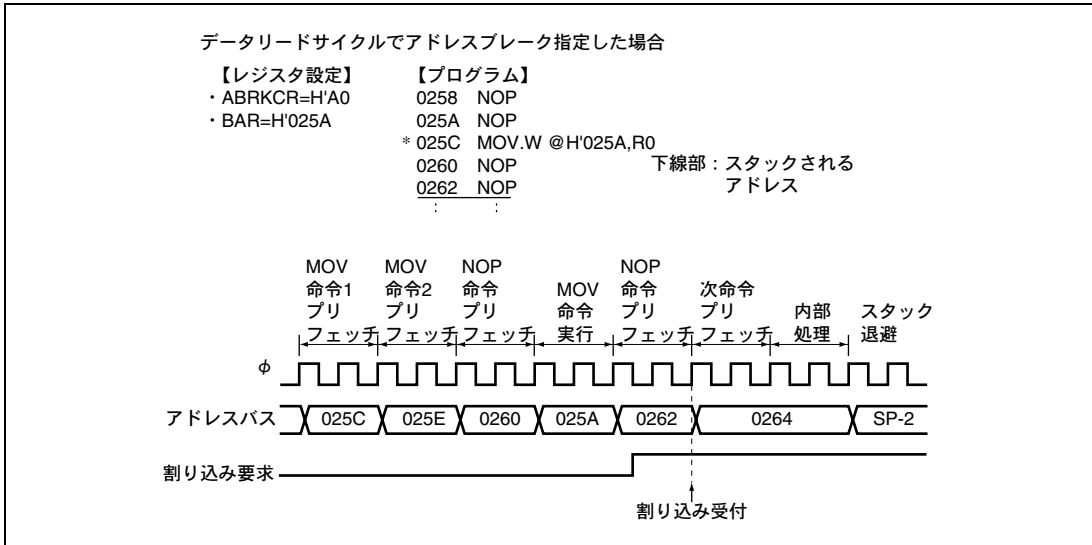 データリードサイクルでアドレスブレーク指定した場合
【レジスタ設定】
・ABRKCR=H'A0
・BAR=H'025A
【プログラム】
0258 NOP
025A NOP
* 025C MOV.W @H'025A,R0
0260 NOP
0262 NOP
: :
下線部：スタックされる
アドレス
MOV
命令1
プリ
フェッチ
MOV
命令2
プリ
フェッチ
NOP
命令
プリ
フェッチ
MOV
命令
実行
NOP
命令
プリ
フェッチ
次命令
プリ
フェッチ
内部
処理
スタック
退避
φ
アドレスバス 025C 025E 0260 025A 0262 0264 SP-2
割り込み要求
割り込み受付